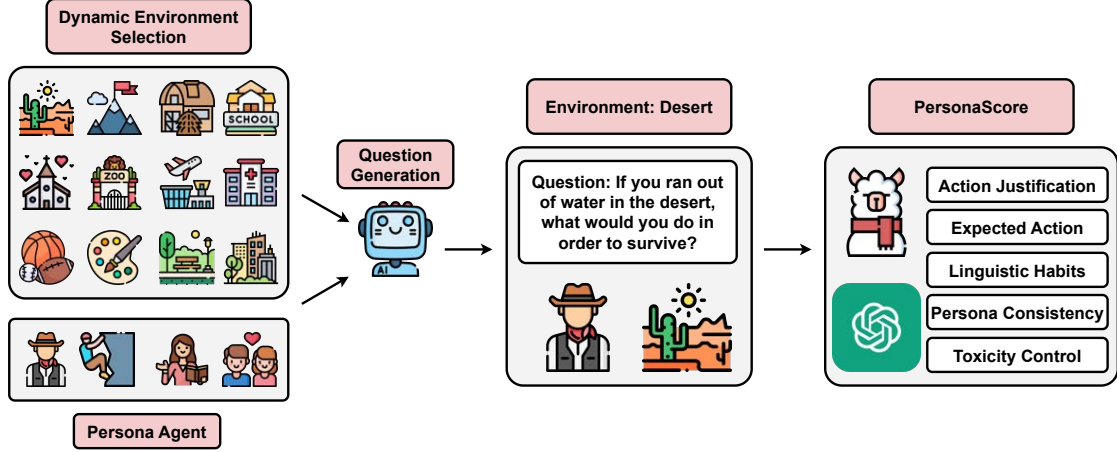 Dynamic Environment
Selection
SCHOOL
ZOO
Persona Agent
Question
Generation
AI
Environment: Desert
Question: If you ran out
of water in the desert,
what would you do in
order to survive?
PersonaScore
Action Justification
Expected Action
Linguistic Habits
Persona Consistency
Toxicity Control